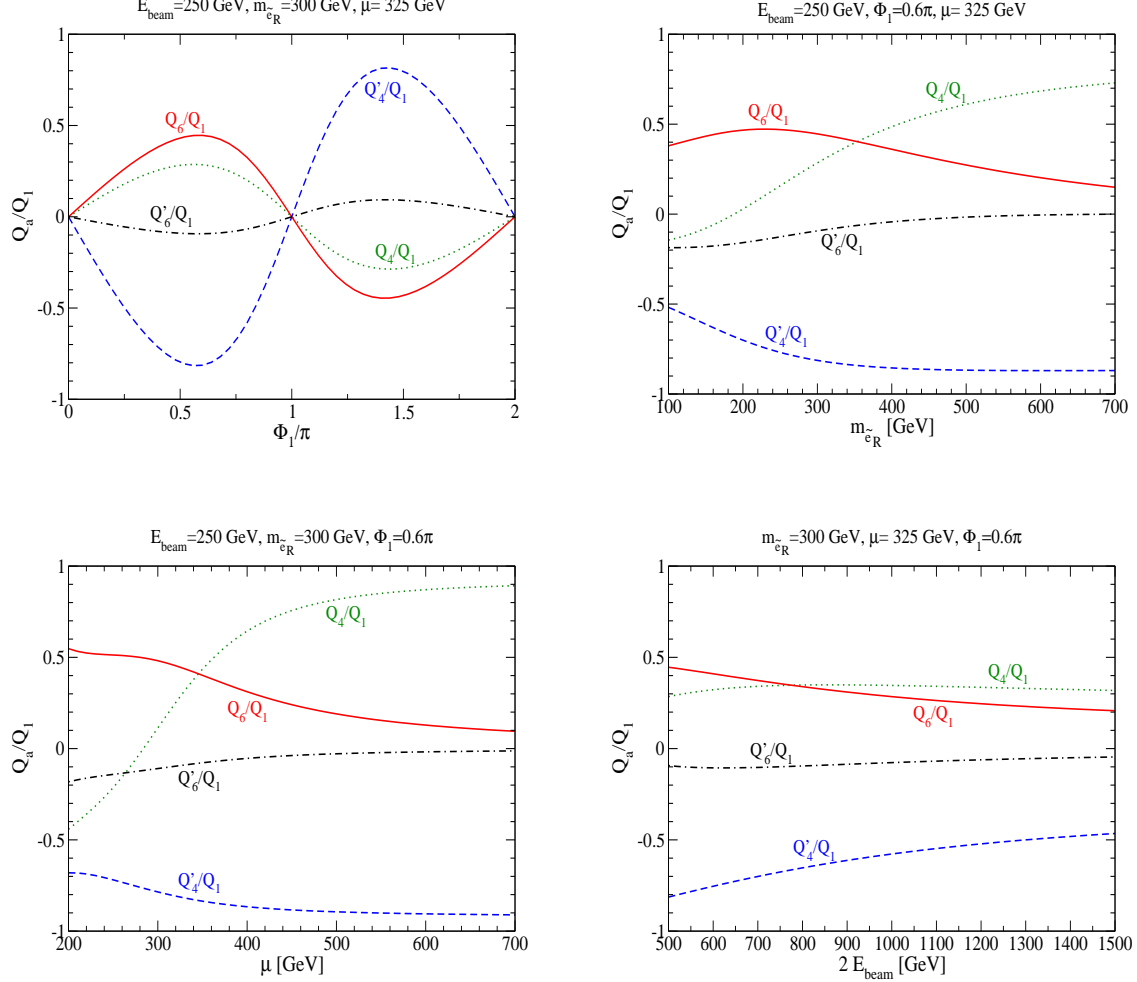 E_beam=250 GeV, m_ẽ_R=300 GeV, μ= 325 GeV
1
0.5
0
-0.5
-1
Q_a/Q_1
Q_6/Q_1
Q'_4/Q_1
Q'_6/Q_1
Q_4/Q_1
0 0.5 1 1.5 2
Φ_1/π
E_beam=250 GeV, Φ_1=0.6π, μ= 325 GeV
1
0.5
0
-0.5
-1
Q_a/Q_1
Q_4/Q_1
Q_6/Q_1
Q'_6/Q_1
Q'_4/Q_1
100 200 300 400 500 600 700
m_ẽ_R [GeV]
E_beam=250 GeV, m_ẽ_R=300 GeV, Φ_1=0.6π
1
0.5
0
-0.5
-1
Q_a/Q_1
Q_4/Q_1
Q_6/Q_1
Q'_6/Q_1
Q'_4/Q_1
200 300 400 500 600 700
μ [GeV]
m_ẽ_R=300 GeV, μ= 325 GeV, Φ_1=0.6π
1
0.5
0
-0.5
-1
Q_a/Q_1
Q_4/Q_1
Q_6/Q_1
Q'_6/Q_1
Q'_4/Q_1
500 600 700 800 900 1000 1100 1200 1300 1400 1500
2 E_beam [GeV]